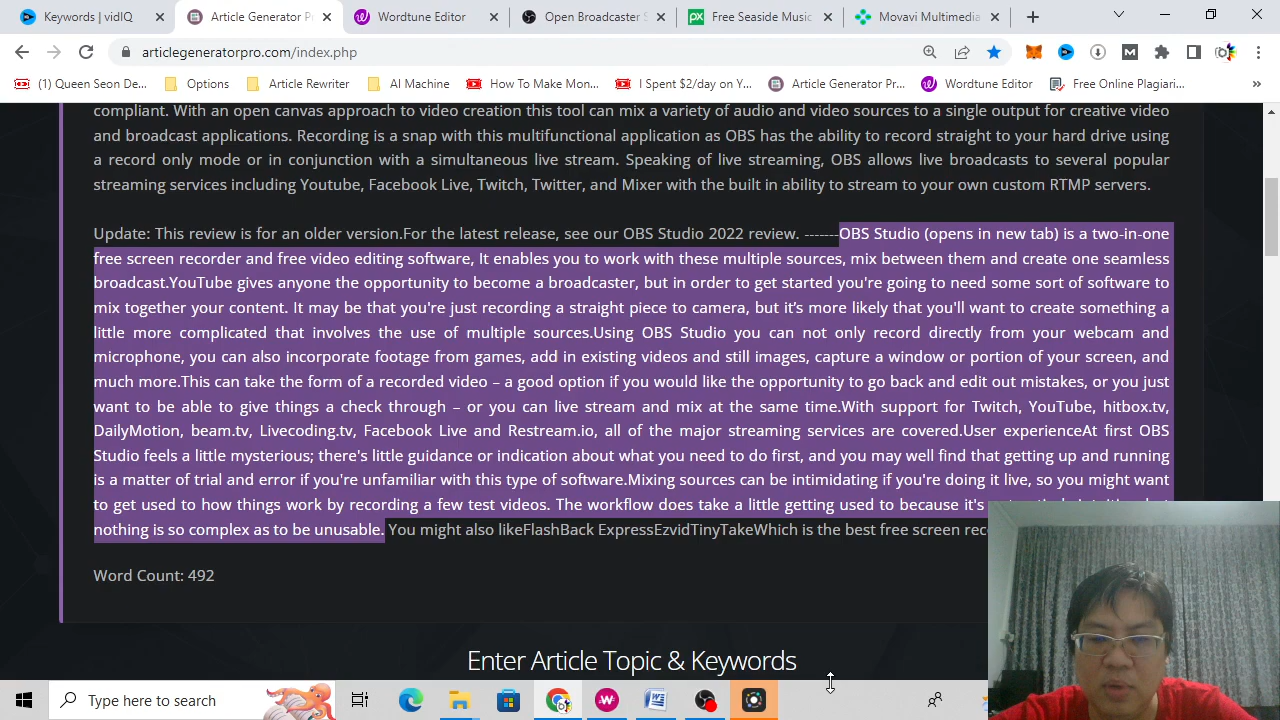 Keywords | vidIQ
Article Generator P
Wordtune Editor
Open Broadcaster S
Free Seaside Music
Movavi Multimedia
articlegeneratorpro.com/index.php
(1) Queen Seon De...
Options
Article Rewriter
AI Machine
How To Make Mon...
I Spent $2/day on Y...
Article Generator Pr...
Wordtune Editor
Free Online Plagiari...
»
compliant. With an open canvas approach to video creation this tool can mix a variety of audio and video sources to a single output for creative video
and broadcast applications. Recording is a snap with this multifunctional application as OBS has the ability to record straight to your hard drive using
a record only mode or in conjunction with a simultaneous live stream. Speaking of live streaming, OBS allows live broadcasts to several popular
streaming services including Youtube, Facebook Live, Twitch, Twitter, and Mixer with the built in ability to stream to your own custom RTMP servers.
Update: This review is for an older version.For the latest release, see our OBS Studio 2022 review. -------OBS Studio (opens in new tab) is a two-in-one
free screen recorder and free video editing software, It enables you to work with these multiple sources, mix between them and create one seamless
broadcast.YouTube gives anyone the opportunity to become a broadcaster, but in order to get started you're going to need some sort of software to
mix together your content. It may be that you're just recording a straight piece to camera, but it's more likely that you'll want to create something a
little more complicated that involves the use of multiple sources.Using OBS Studio you can not only record directly from your webcam and
microphone, you can also incorporate footage from games, add in existing videos and still images, capture a window or portion of your screen, and
much more.This can take the form of a recorded video – a good option if you would like the opportunity to go back and edit out mistakes, or you just
want to be able to give things a check through – or you can live stream and mix at the same time.With support for Twitch, YouTube, hitbox.tv,
DailyMotion, beam.tv, Livecoding.tv, Facebook Live and Restream.io, all of the major streaming services are covered.User experienceAt first OBS
Studio feels a little mysterious; there's little guidance or indication about what you need to do first, and you may well find that getting up and running
is a matter of trial and error if you're unfamiliar with this type of software.Mixing sources can be intimidating if you're doing it live, so you might want
to get used to how things work by recording a few test videos. The workflow does take a little getting used to because it's
nothing is so complex as to be unusable. You might also likeFlashBack ExpressEzvidTinyTakeWhich is the best free screen rec
Word Count: 492
Enter Article Topic & Keywords
Type here to search